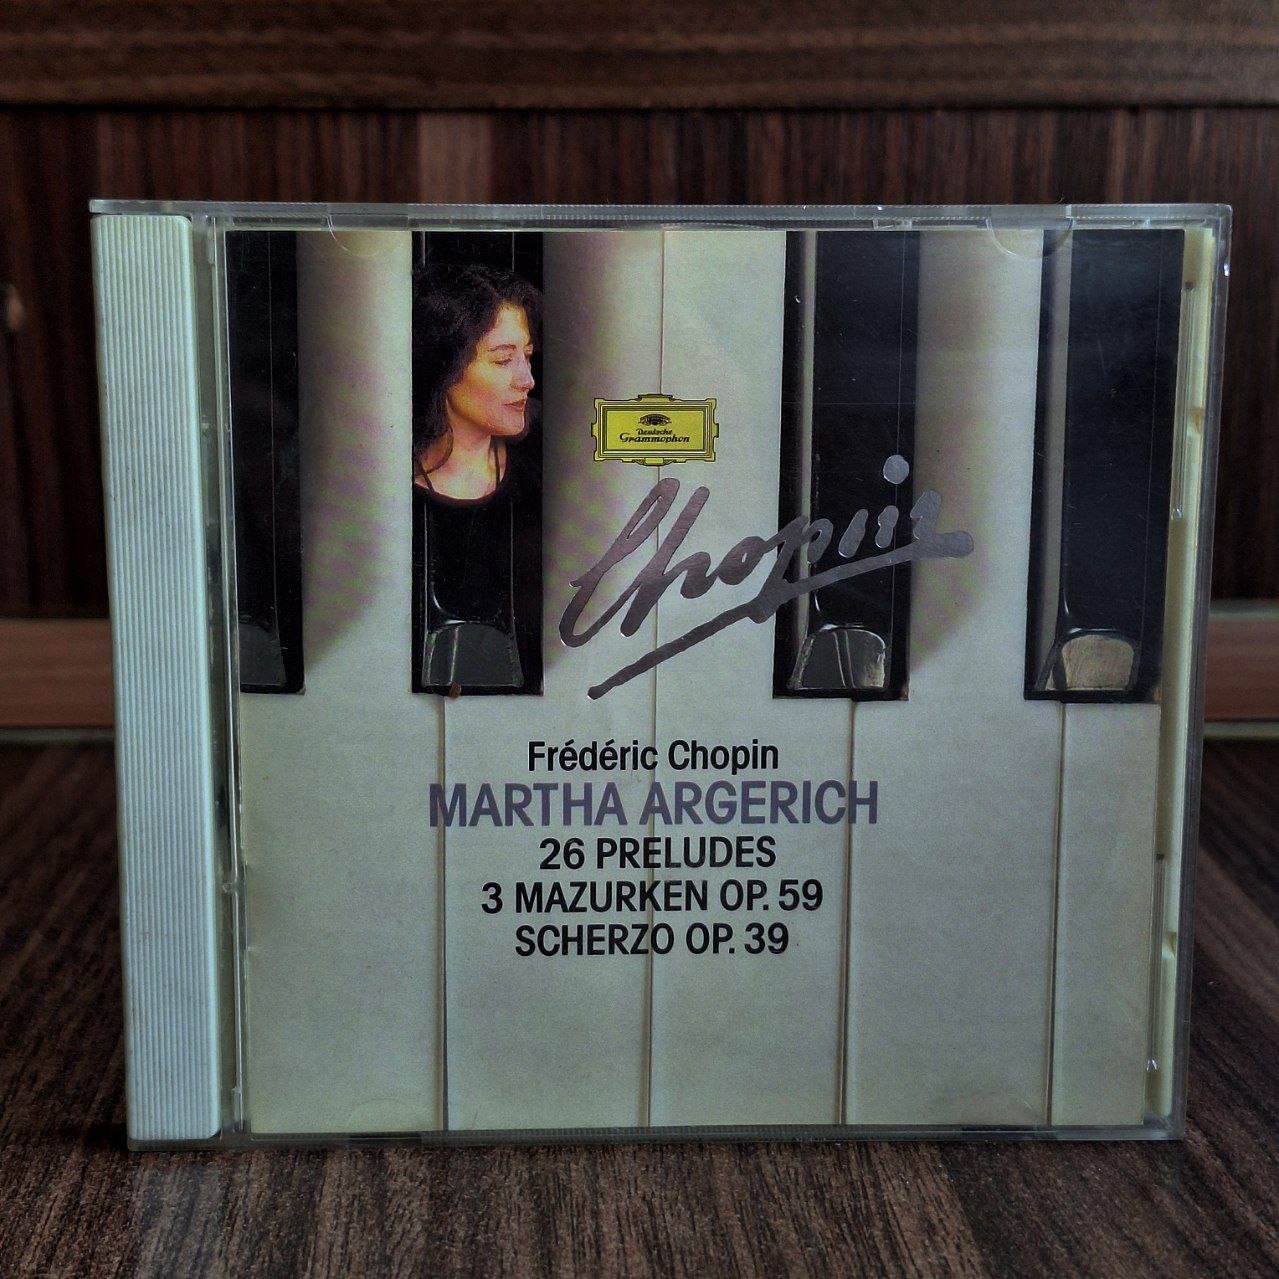 Deutsche
Grammophon
Chopin
Frédéric Chopin
MARTHA ARGERICH
26 PRELUDES
3 MAZURKEN OP. 59
SCHERZO OP. 39